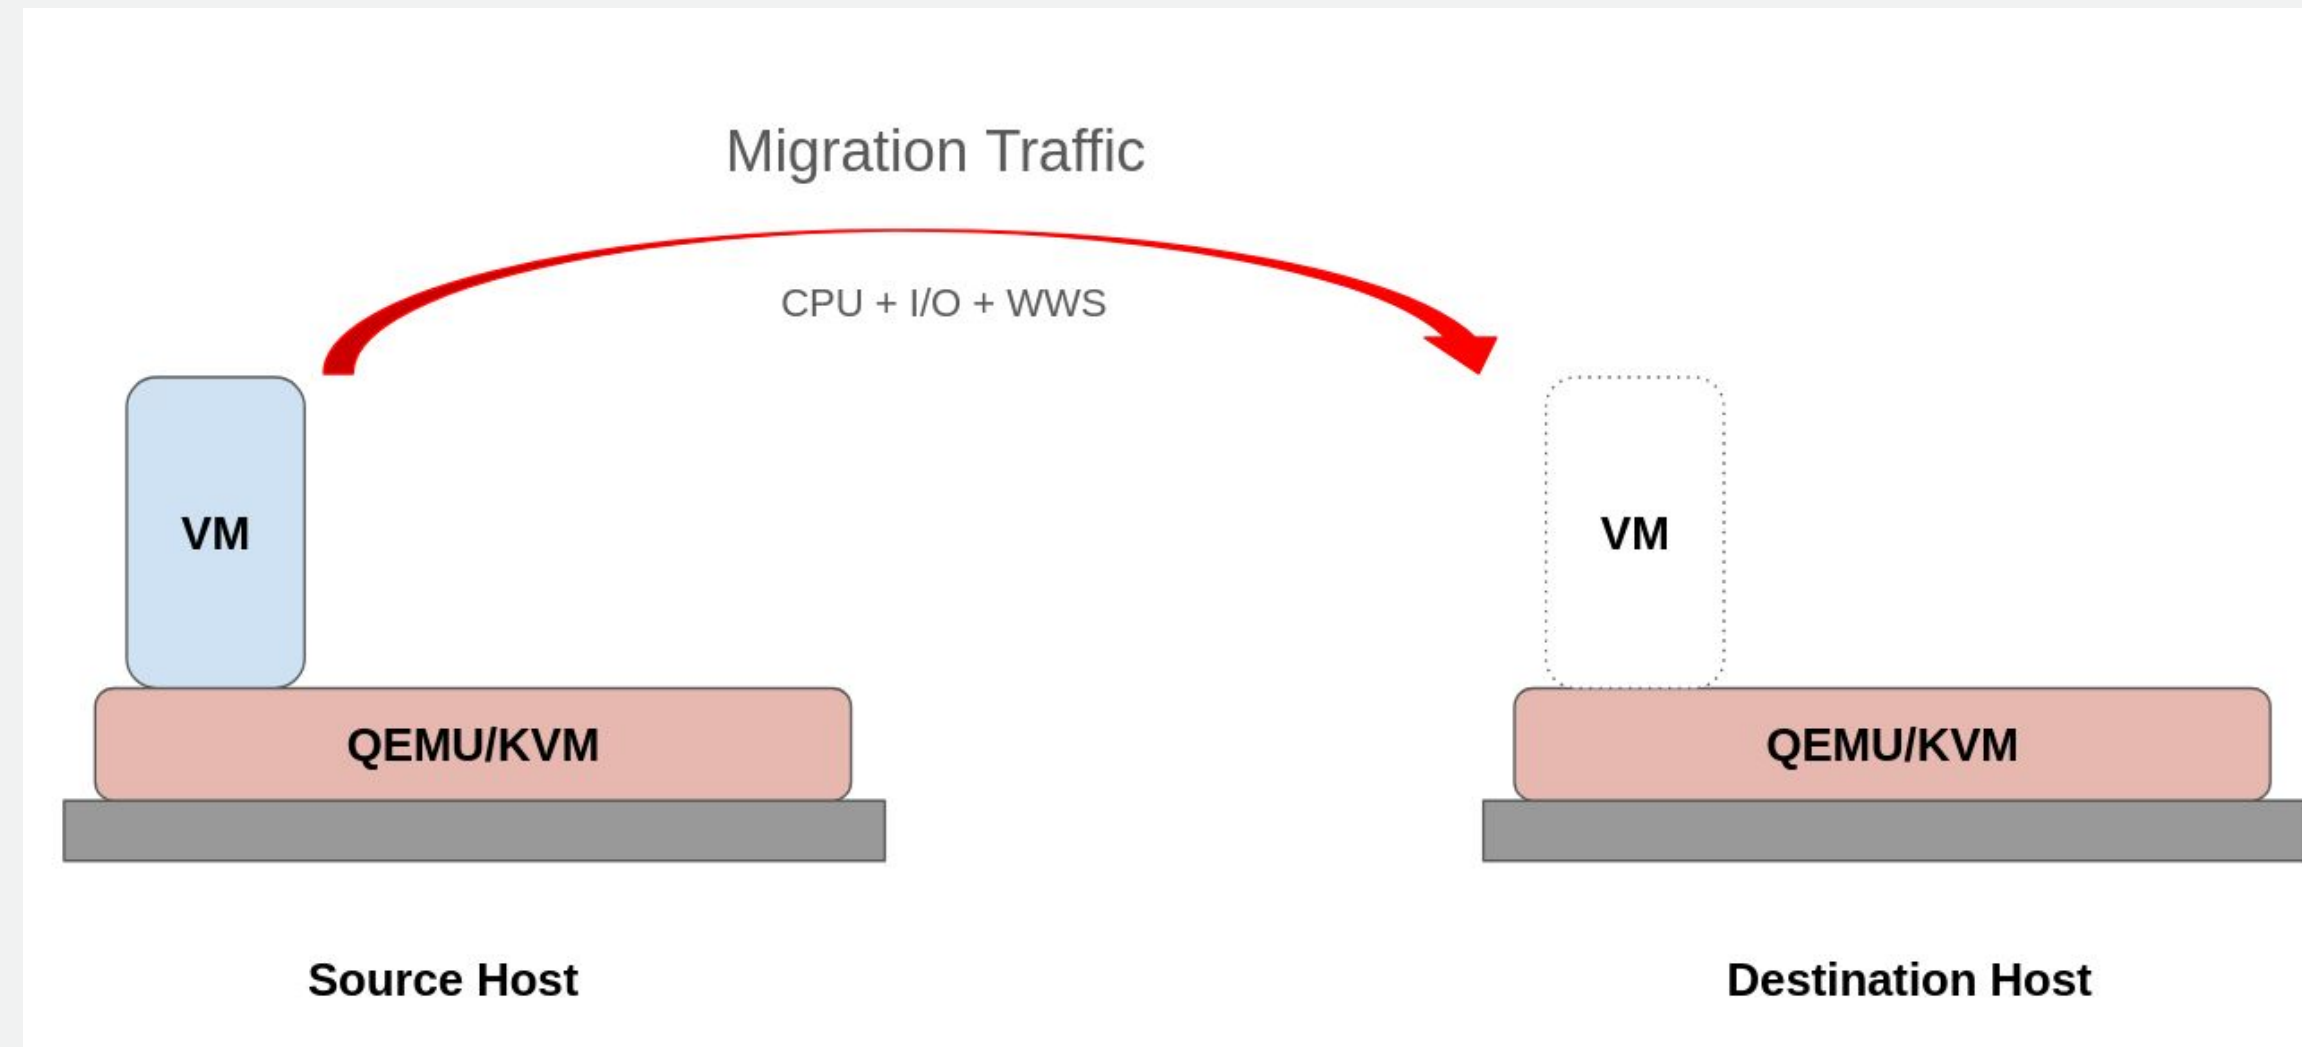 Migration Traffic
CPU + I/O + WWS
VM
VM
QEMU/KVM
QEMU/KVM
Source Host
Destination Host